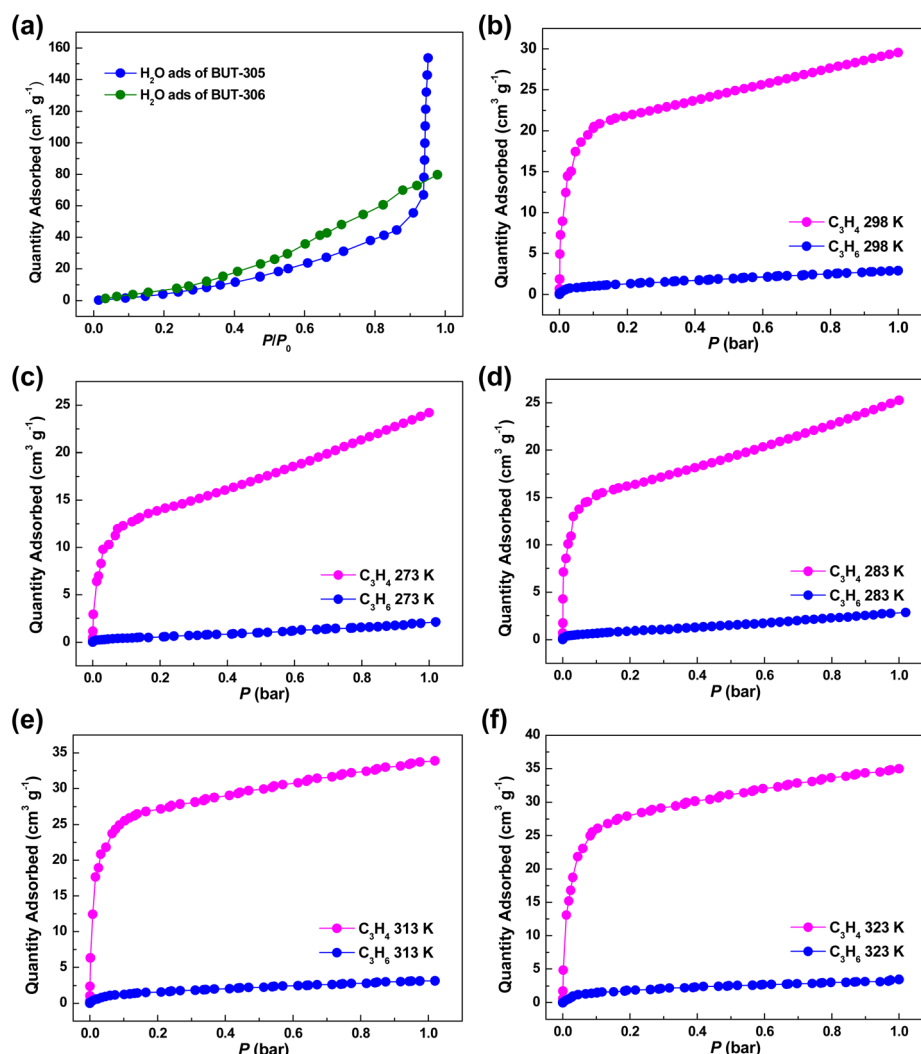 (a)
160
140
120
100
80
60
40
20
0
Quantity Adsorbed (cm³ g⁻¹)
H₂O ads of BUT-305
H₂O ads of BUT-306
0.0 0.2 0.4 0.6 0.8 1.0
P/P₀
(b)
30
25
20
15
10
5
0
Quantity Adsorbed (cm³ g⁻¹)
C₃H₄ 298 K
C₃H₆ 298 K
0.0 0.2 0.4 0.6 0.8 1.0
P (bar)
(c)
25
20
15
10
5
0
Quantity Adsorbed (cm³ g⁻¹)
C₃H₄ 273 K
C₃H₆ 273 K
0.0 0.2 0.4 0.6 0.8 1.0
P (bar)
(d)
25
20
15
10
5
0
Quantity Adsorbed (cm³ g⁻¹)
C₃H₄ 283 K
C₃H₆ 283 K
0.0 0.2 0.4 0.6 0.8 1.0
P (bar)
(e)
35
30
25
20
15
10
5
0
Quantity Adsorbed (cm³ g⁻¹)
C₃H₄ 313 K
C₃H₆ 313 K
0.0 0.2 0.4 0.6 0.8 1.0
P (bar)
(f)
40
35
30
25
20
15
10
5
0
Quantity Adsorbed (cm³ g⁻¹)
C₃H₄ 323 K
C₃H₆ 323 K
0.0 0.2 0.4 0.6 0.8 1.0
P (bar)